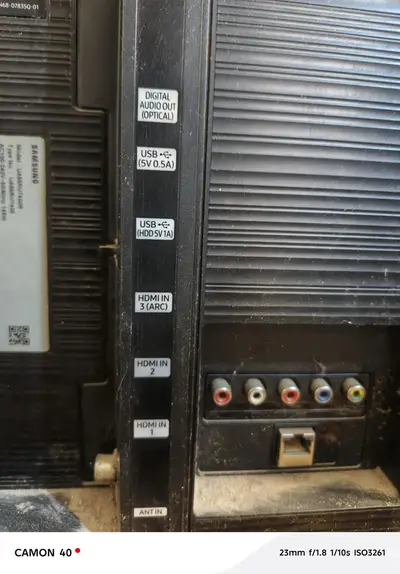 DIGITAL
AUDIO OUT
(OPTICAL)
USB
(5V 0.5A)
USB
(HDD 5V 1A)
HDMI IN
3 (ARC)
HDMI IN
2
HDMI IN
1
ANT IN
SAMSUNG
CAMON 40
23mm f/1.8 1/10s ISO3261